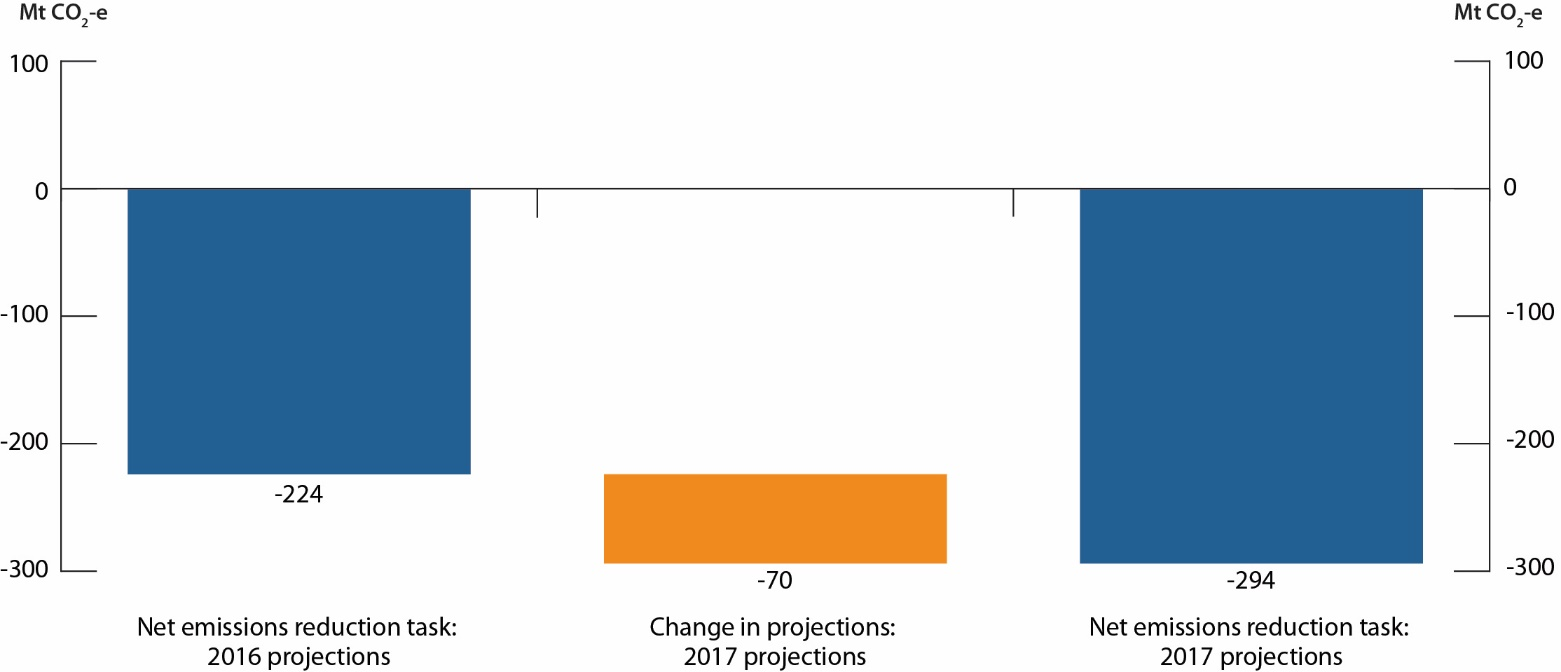 Mt CO₂-e
Mt CO₂-e
100
100
0
0
-100
-100
-200
-200
-224
-300
-300
-70
-294
Net emissions reduction task:
2016 projections
Change in projections:
2017 projections
Net emissions reduction task:
2017 projections